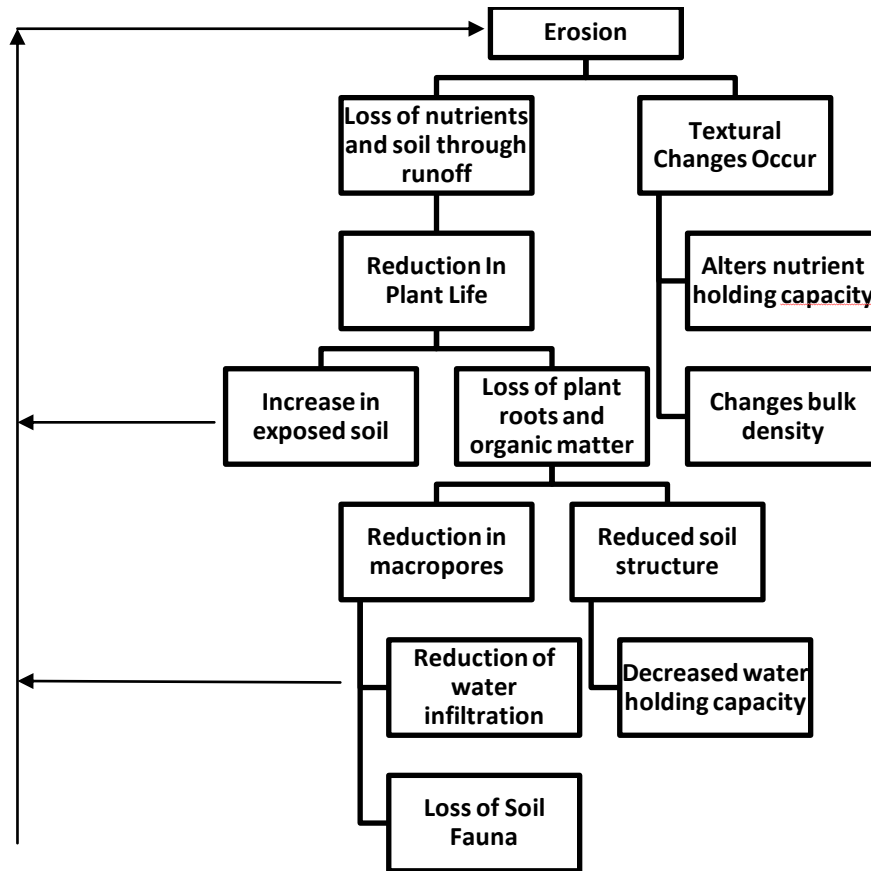 Erosion
Loss of nutrients
and soil through
runoff
Textural
Changes Occur
Reduction In
Plant Life
Alters nutrient
holding capacity
Increase in
exposed soil
Loss of plant
roots and
organic matter
Changes bulk
density
Reduction in
macropores
Reduced soil
structure
Reduction of
water
infiltration
Decreased water
holding capacity
Loss of Soil
Fauna